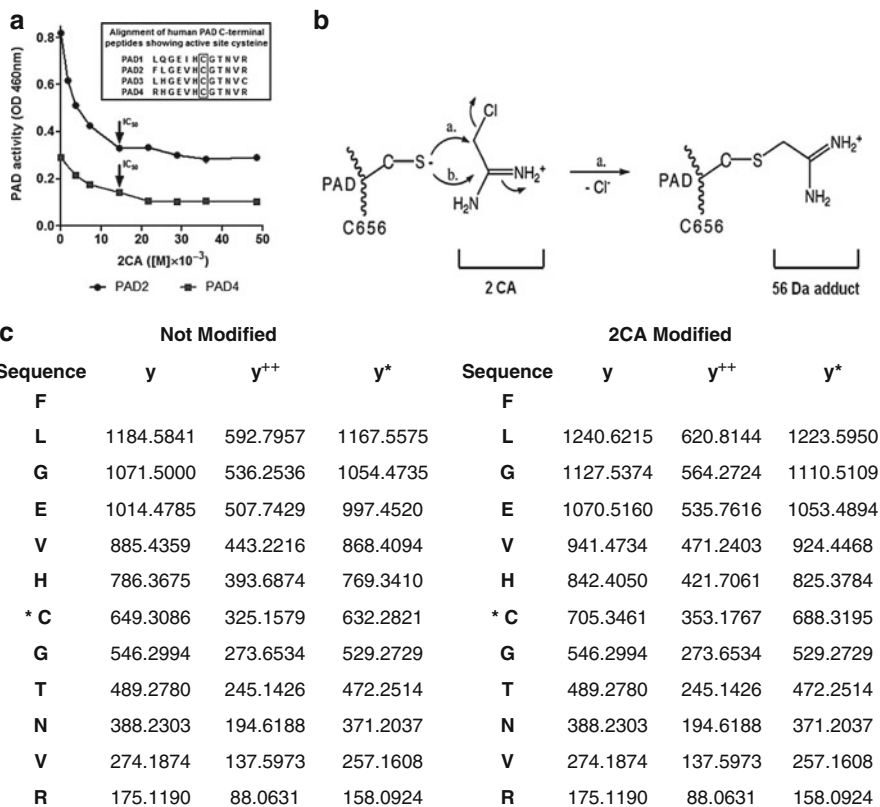 a
Alignment of human PAD C-terminal
peptides showing active site cysteine
PAD1 L Q G E I H C G T N V R
PAD2 F L G E V H C G T N V R
PAD3 L H G E V H C G T N V C
PAD4 R H G E V H C G T N V R
PAD activity (OD 460nm)
0.8
0.6
0.4
0.2
0.0
IC50
IC50
0 10 20 30 40 50
2CA ([M]×10⁻³)
PAD2 PAD4
b
Cl
a.
C S
b.
NH2+
PAD
H2N
C656
2 CA
a.
- Cl-
C S
NH2+
PAD
NH2
C656
56 Da adduct
c
Not Modified 2CA Modified
Sequence y y++ y* Sequence y y++ y*
F F
L 1184.5841 592.7957 1167.5575 L 1240.6215 620.8144 1223.5950
G 1071.5000 536.2536 1054.4735 G 1127.5374 564.2724 1110.5109
E 1014.4785 507.7429 997.4520 E 1070.5160 535.7616 1053.4894
V 885.4359 443.2216 868.4094 V 941.4734 471.2403 924.4468
H 786.3675 393.6874 769.3410 H 842.4050 421.7061 825.3784
* C 649.3086 325.1579 632.2821 * C 705.3461 353.1767 688.3195
G 546.2994 273.6534 529.2729 G 546.2994 273.6534 529.2729
T 489.2780 245.1426 472.2514 T 489.2780 245.1426 472.2514
N 388.2303 194.6188 371.2037 N 388.2303 194.6188 371.2037
V 274.1874 137.5973 257.1608 V 274.1874 137.5973 257.1608
R 175.1190 88.0631 158.0924 R 175.1190 88.0631 158.0924